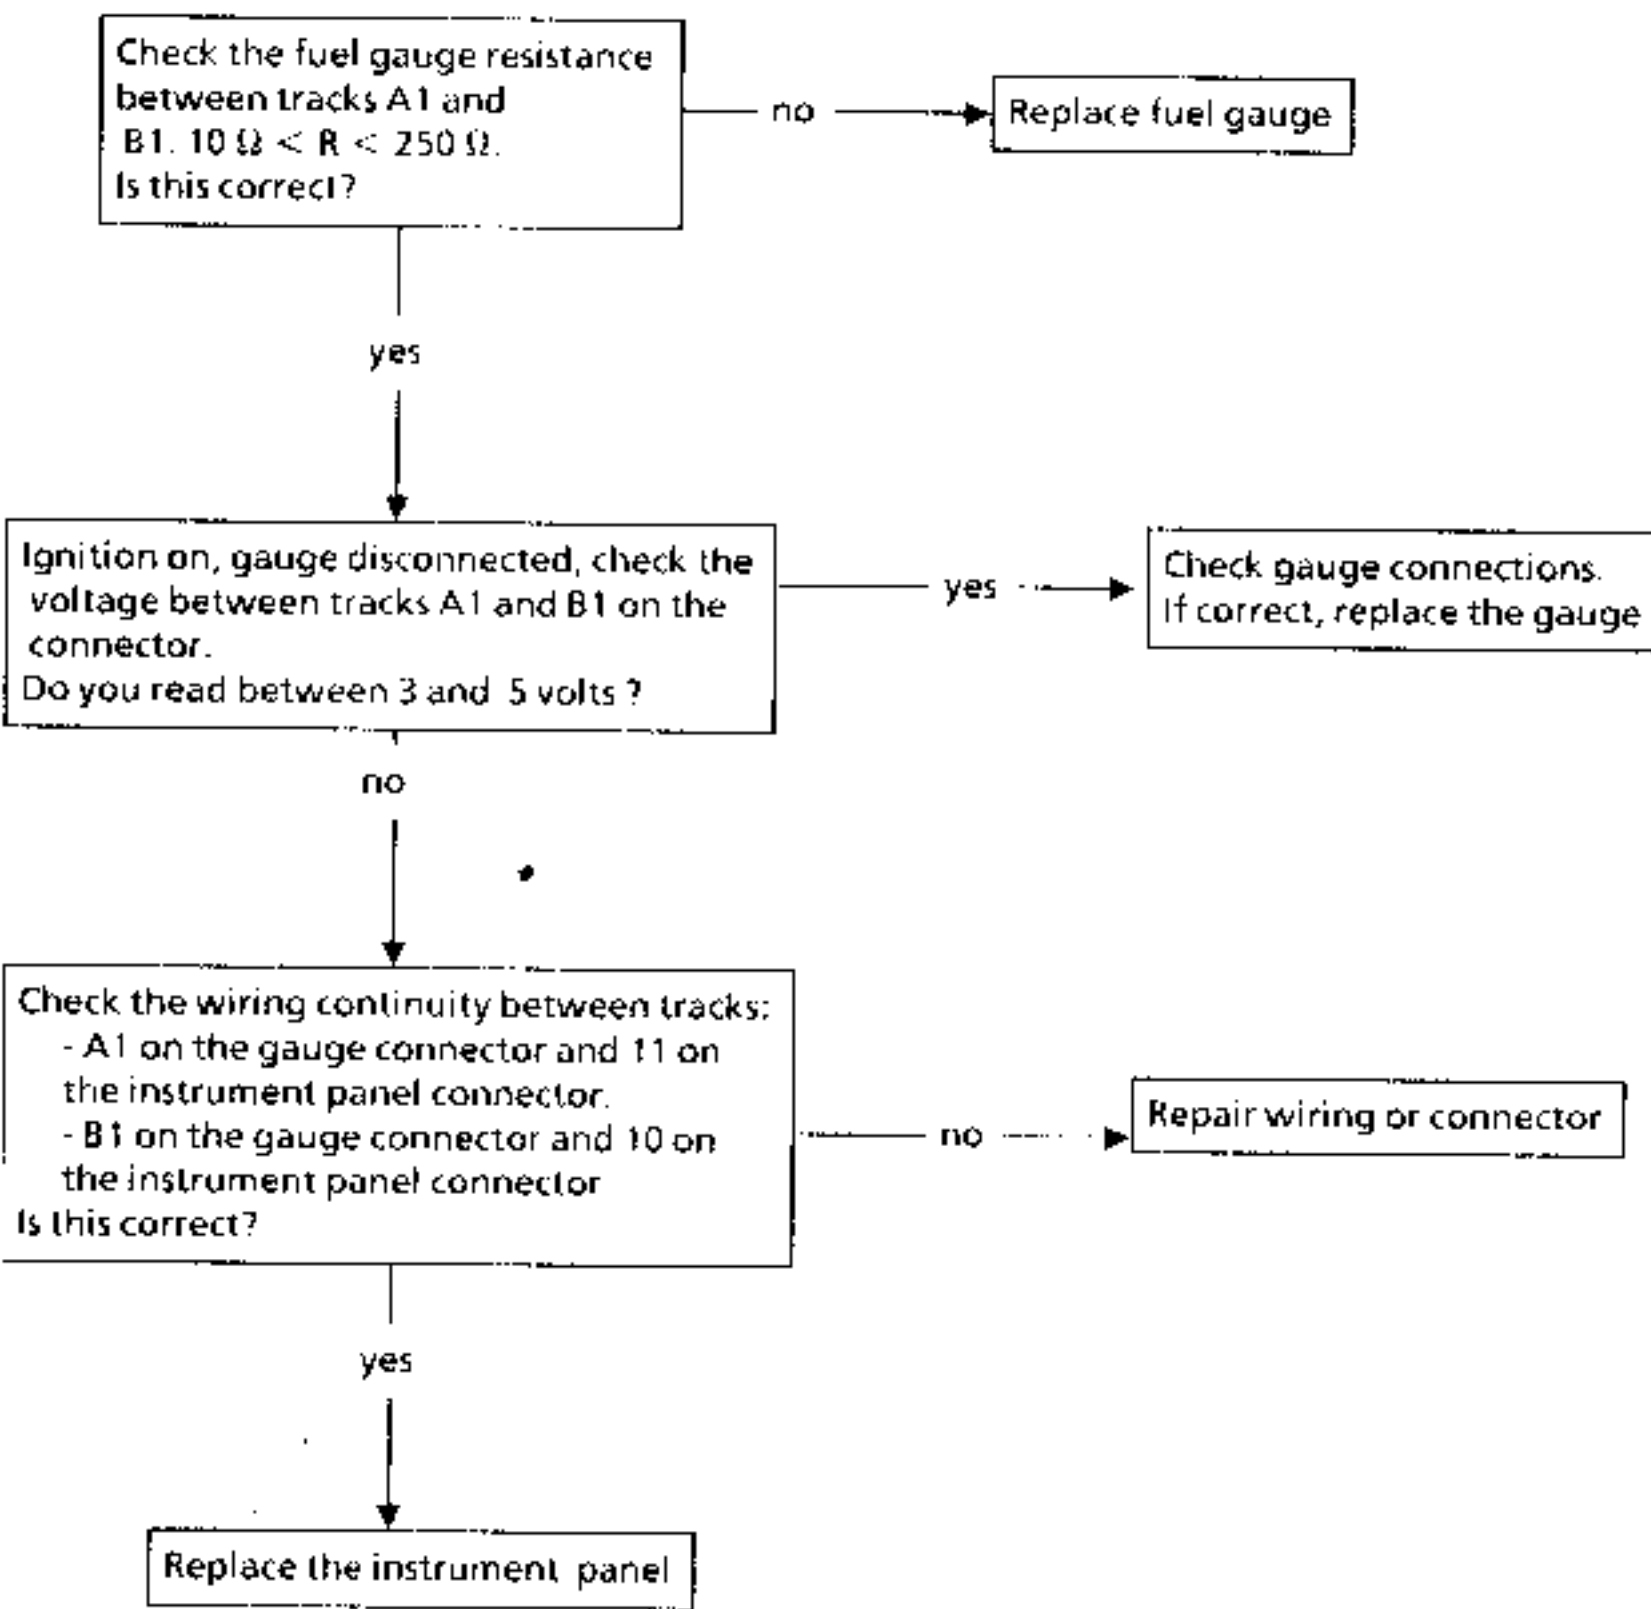 Check the fuel gauge resistance
between tracks A1 and
B1. 10 Ω < R < 250 Ω.
Is this correct?
no
Replace fuel gauge
yes
Ignition on, gauge disconnected, check the
voltage between tracks A1 and B1 on the
connector.
Do you read between 3 and 5 volts ?
yes
Check gauge connections.
If correct, replace the gauge
no
Check the wiring continuity between tracks:
- A1 on the gauge connector and 11 on
the instrument panel connector.
- B1 on the gauge connector and 10 on
the instrument panel connector
Is this correct?
no
Repair wiring or connector
yes
Replace the instrument panel